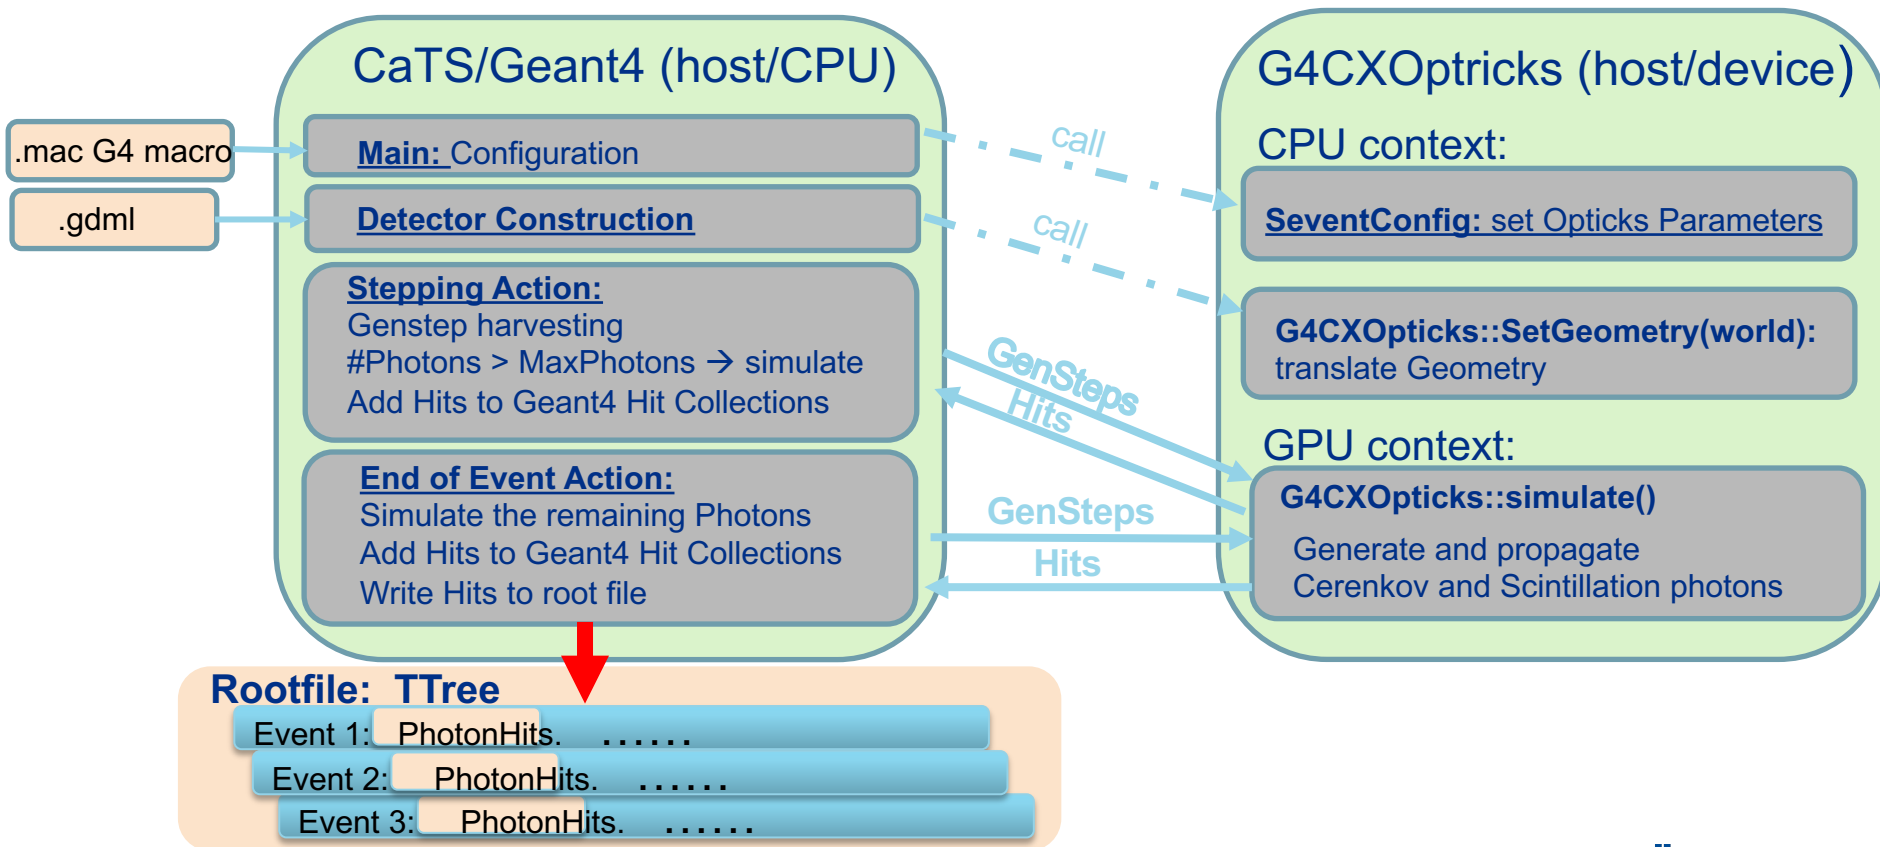 CaTS/Geant4 (host/CPU)
.mac G4 macro
.gdml
Main: Configuration
Detector Construction
Stepping Action:
Genstep harvesting
#Photons > MaxPhotons → simulate
Add Hits to Geant4 Hit Collections
End of Event Action:
Simulate the remaining Photons
Add Hits to Geant4 Hit Collections
Write Hits to root file
call
call
GenSteps
Hits
GenSteps
Hits
G4CXOptricks (host/device)
CPU context:
SeventConfig: set Opticks Parameters
G4CXOpticks::SetGeometry(world):
translate Geometry
GPU context:
G4CXOpticks::simulate()
Generate and propagate
Cerenkov and Scintillation photons
Rootfile: TTree
Event 1: PhotonHits. ......
Event 2: PhotonHits. ......
Event 3: PhotonHits. ......